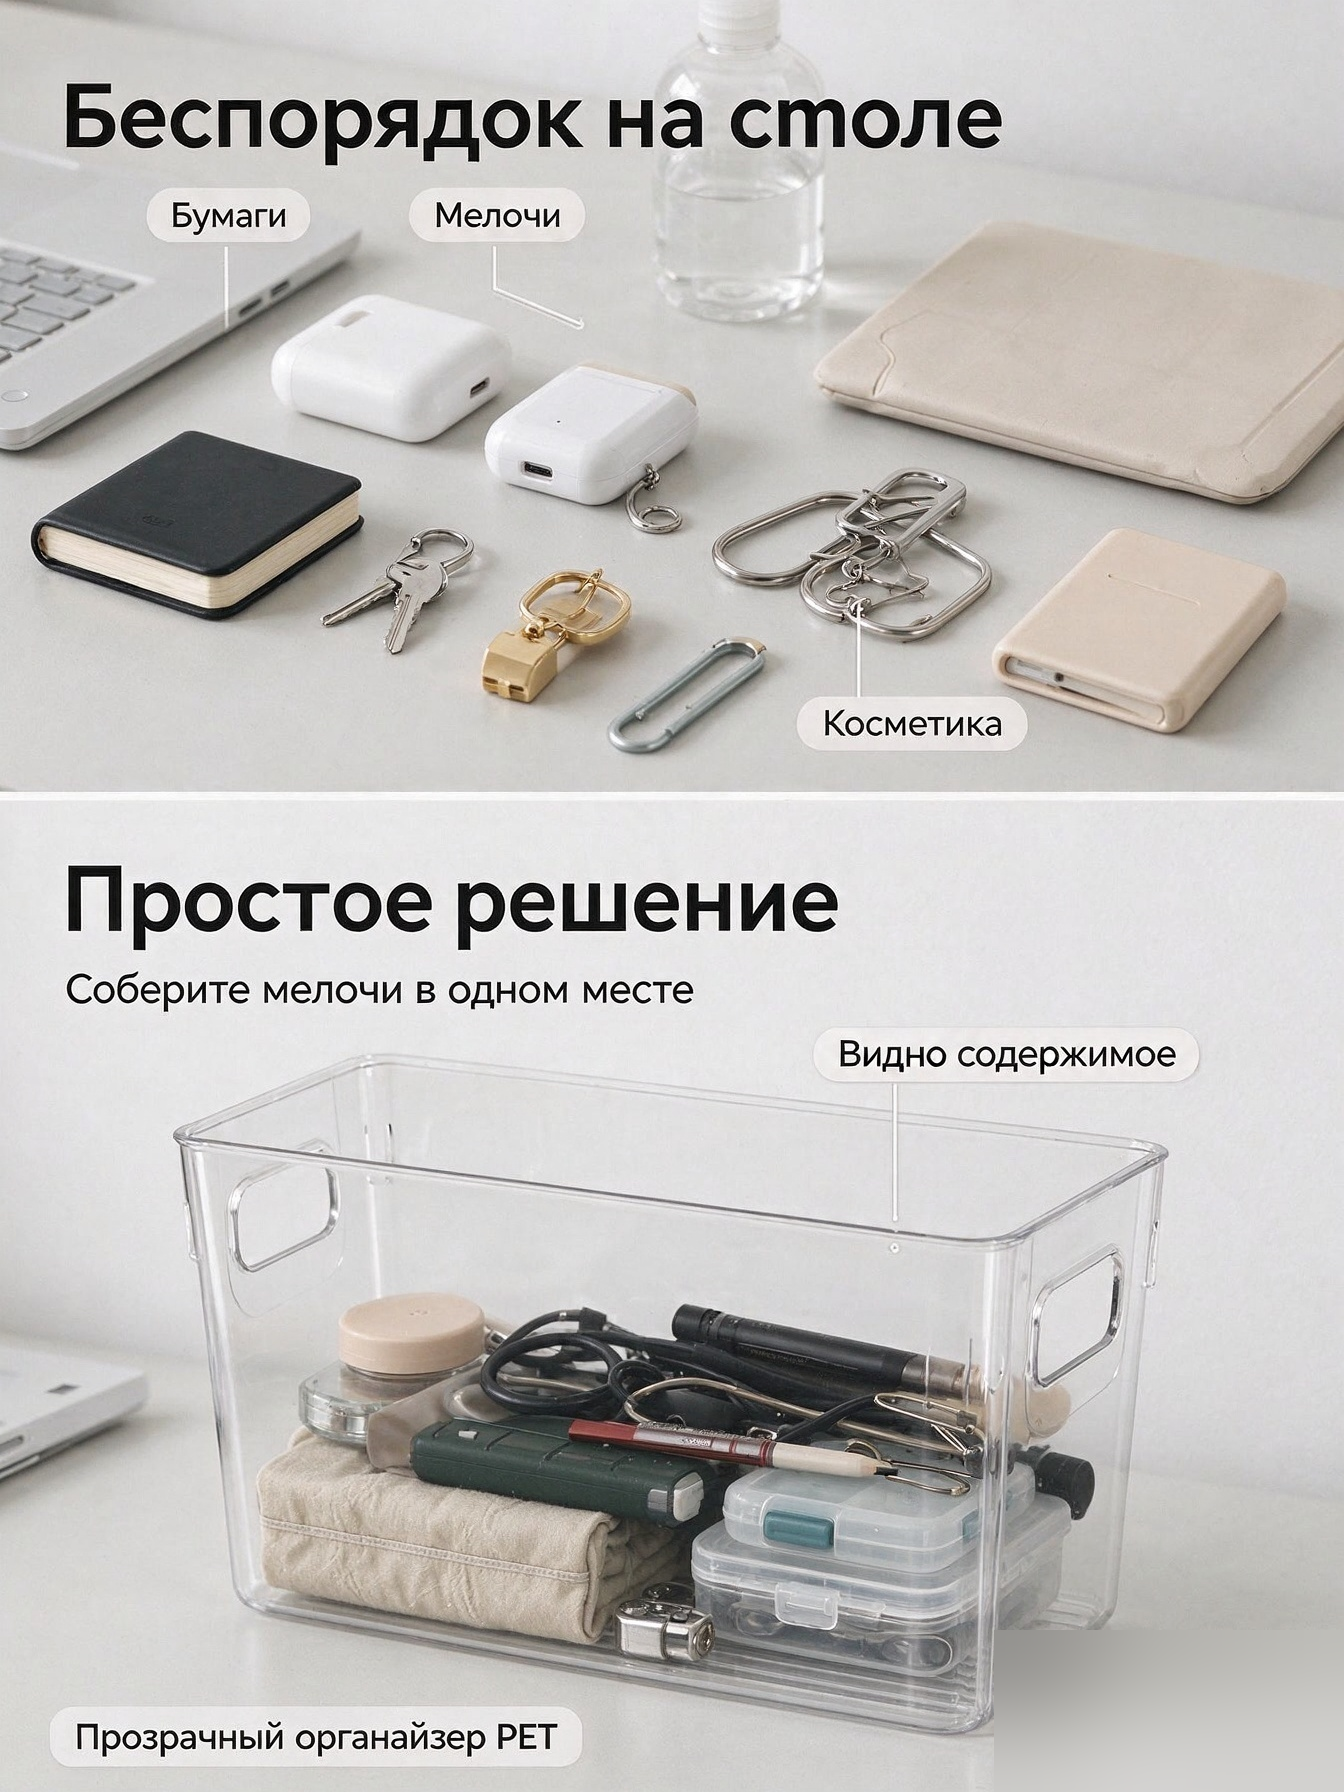 Беспорядок на столе
Бумаги
Мелочи
Косметика
Простое решение
Соберите мелочи в одном месте
Видно содержимое
Прозрачный органайзер PET